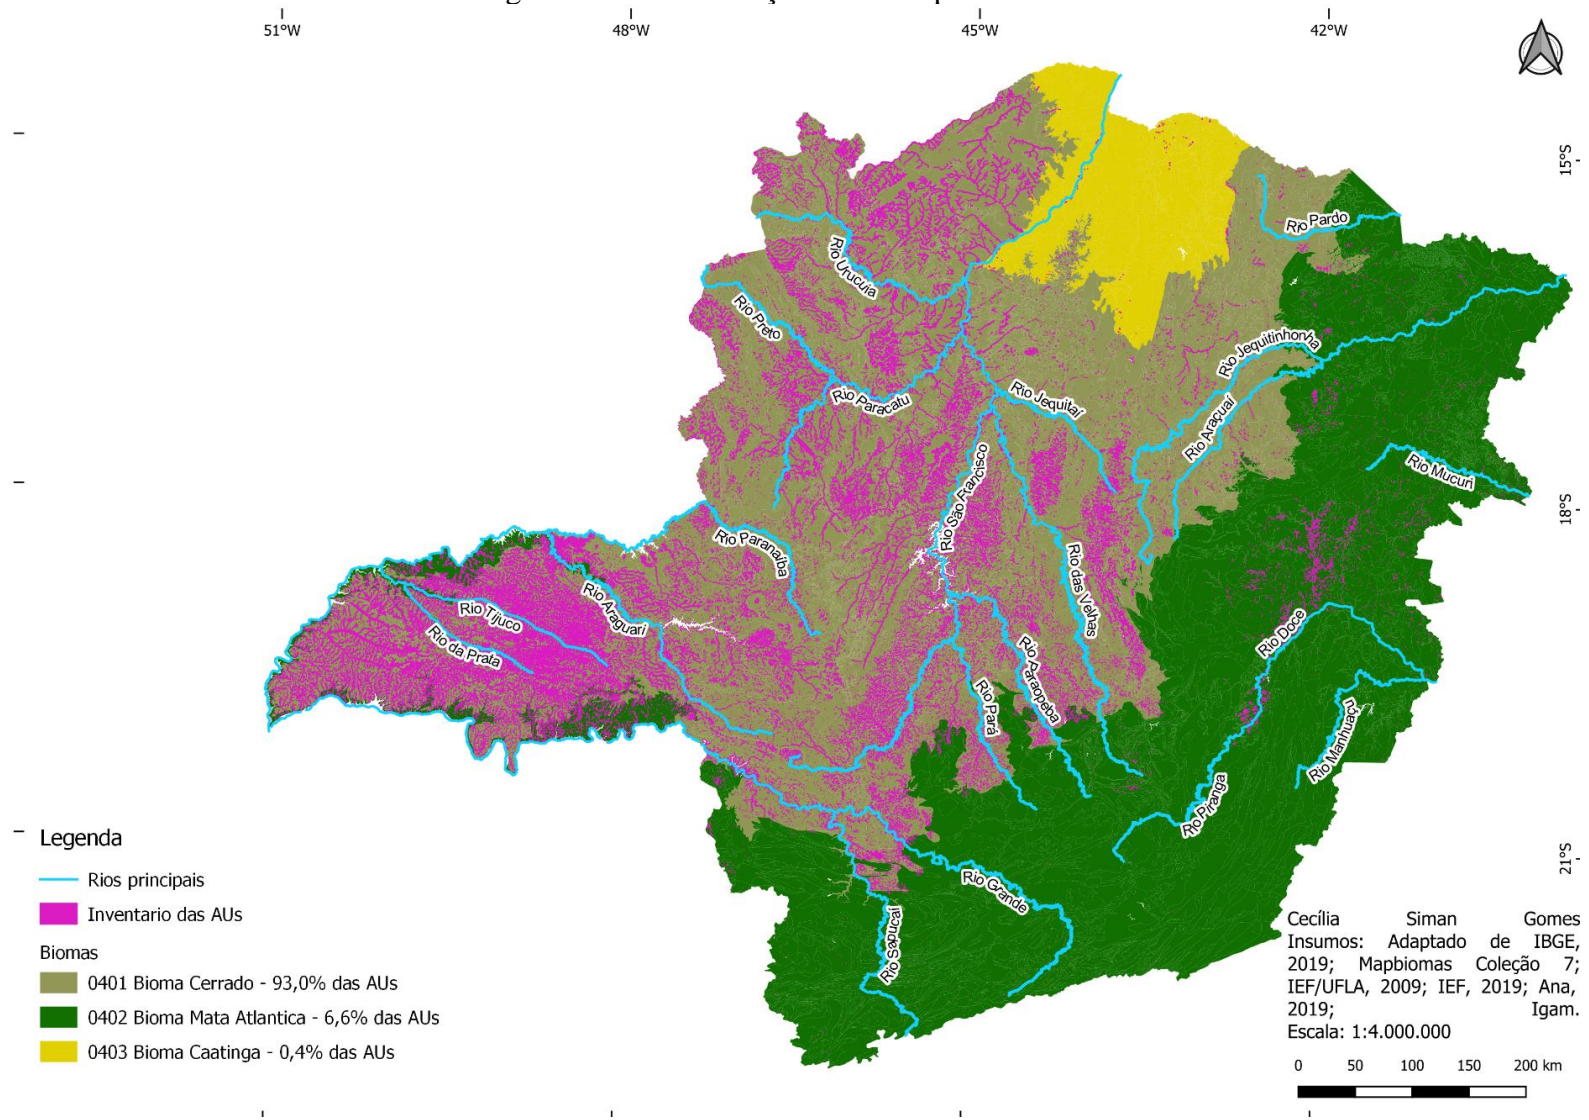 51°W
48°W
45°W
42°W
15°S
18°S
21°S
Rio Pardo
Rio Urucuia
Rio Preto
Rio Jequitinhonha
Rio Paracatu
Rio Jequitaí
Rio Araçuaí
Rio São Francisco
Rio Mucuri
Rio Paranaíba
Rio das Velhas
Rio Araguari
Rio Tijuco
Rio da Prata
Rio Doce
Rio Paraopeba
Rio Pará
Rio Manhuaçu
Rio Piranga
Rio Grande
Rio Sapucaí
Legenda
Rios principais
Inventario das AUs
Biomas
0401 Bioma Cerrado - 93,0% das AUs
0402 Bioma Mata Atlantica - 6,6% das AUs
0403 Bioma Caatinga - 0,4% das AUs
Cecília Siman Gomes
Insumos: Adaptado de IBGE,
2019; Mapbiomas Coleção 7;
IEF/UFLA, 2009; IEF, 2019; Ana,
2019; Igam.
Escala: 1:4.000.000
0 50 100 150 200 km